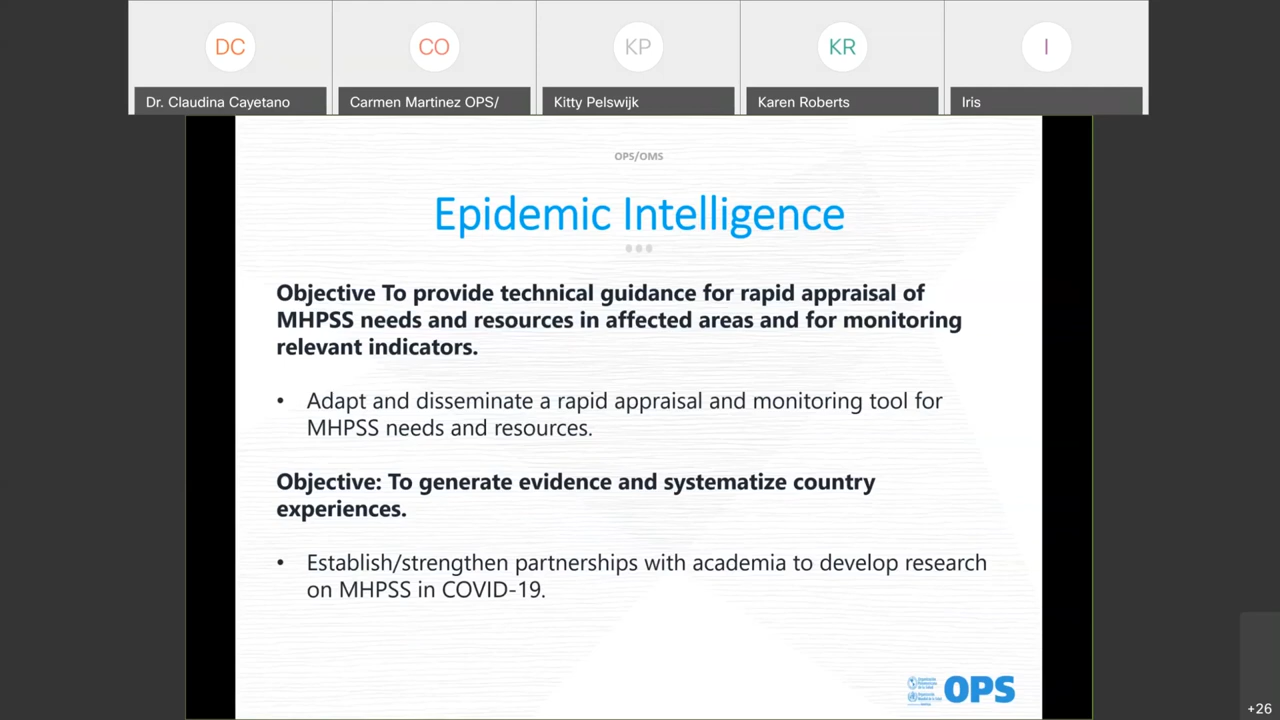 DC
CO
KP
KR
I
Dr. Claudina Cayetano
Carmen Martinez OPS/
Kitty Pelswijk
Karen Roberts
Iris
OPS/OMS
Epidemic Intelligence
Objective To provide technical guidance for rapid appraisal of
MHPSS needs and resources in affected areas and for monitoring
relevant indicators.
• Adapt and disseminate a rapid appraisal and monitoring tool for
MHPSS needs and resources.
Objective: To generate evidence and systematize country
experiences.
• Establish/strengthen partnerships with academia to develop research
on MHPSS in COVID-19.
OPS
+26